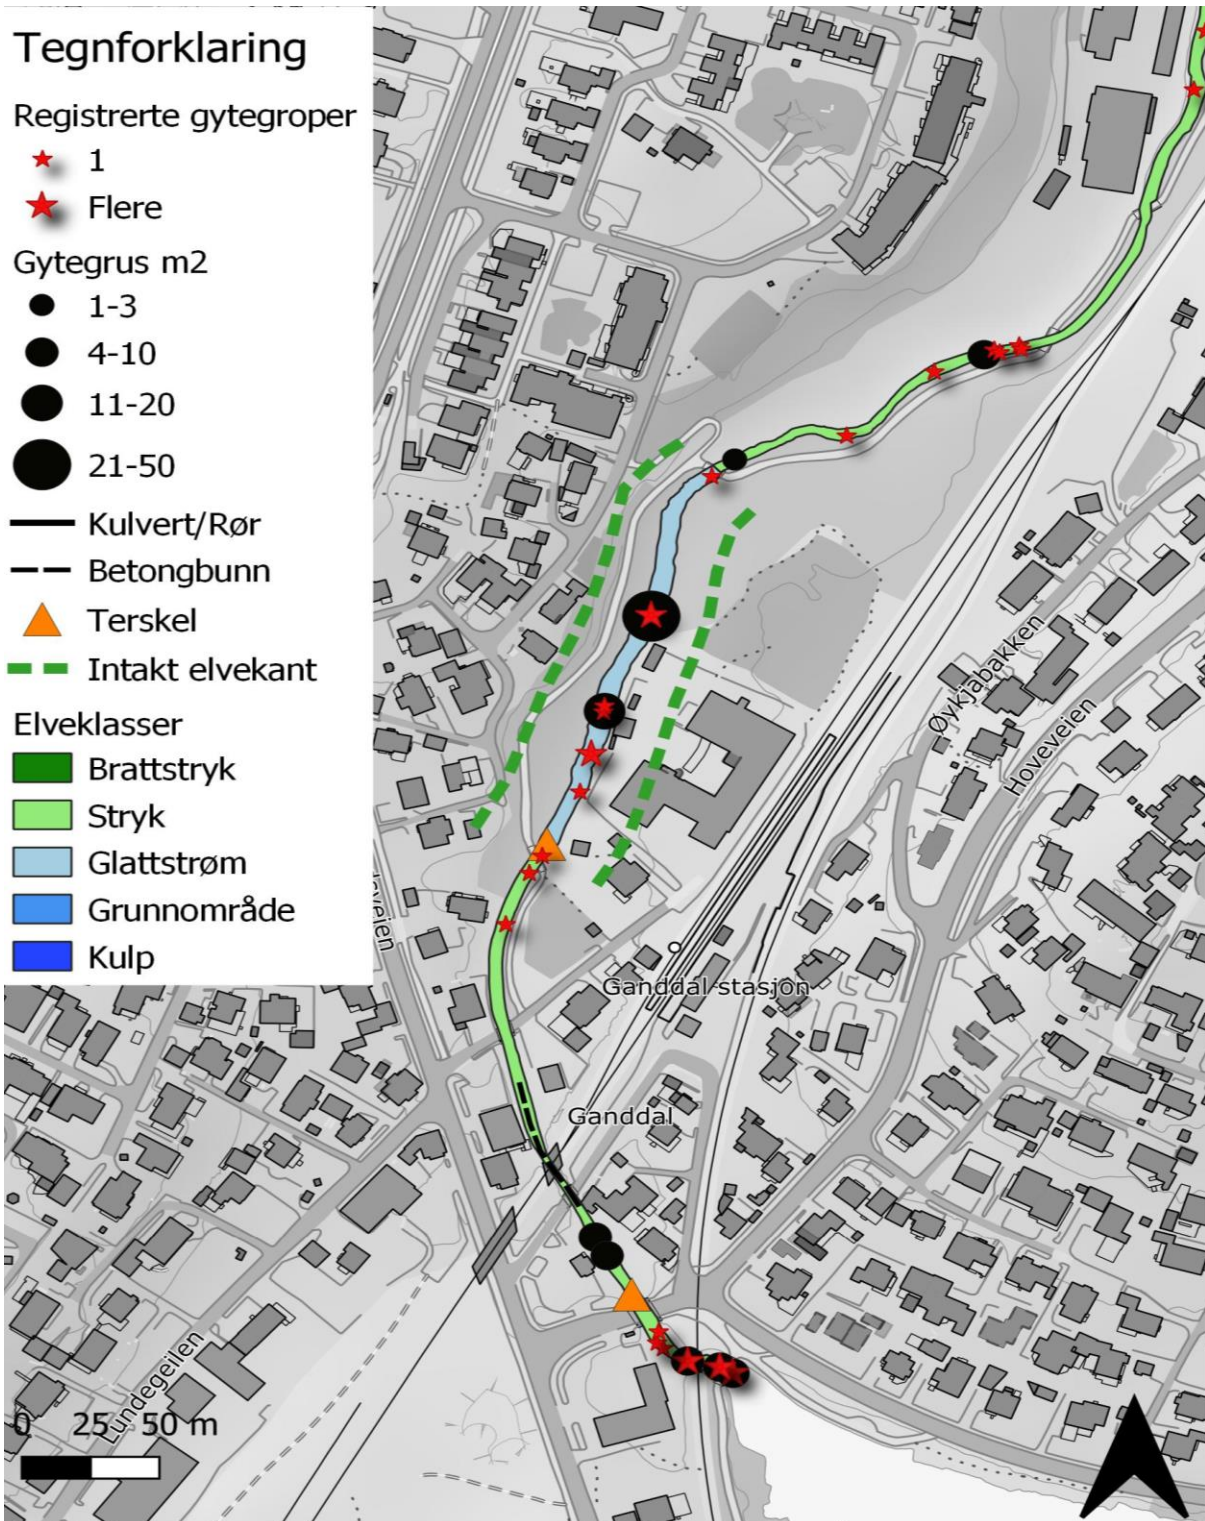 Tegnforklaring
Registrerte gytegroper
1
Flere
Gytegrus m2
1-3
4-10
11-20
21-50
Kulvert/Rør
Betongbunn
Terskel
Intakt elvekant
Elveklasser
Brattstryk
Stryk
Glattstrøm
Grunnområde
Kulp
Øykjabakken
Hoveveien
Ganddal stasjon
Ganddal
Lundegeilen
0 25 50 m